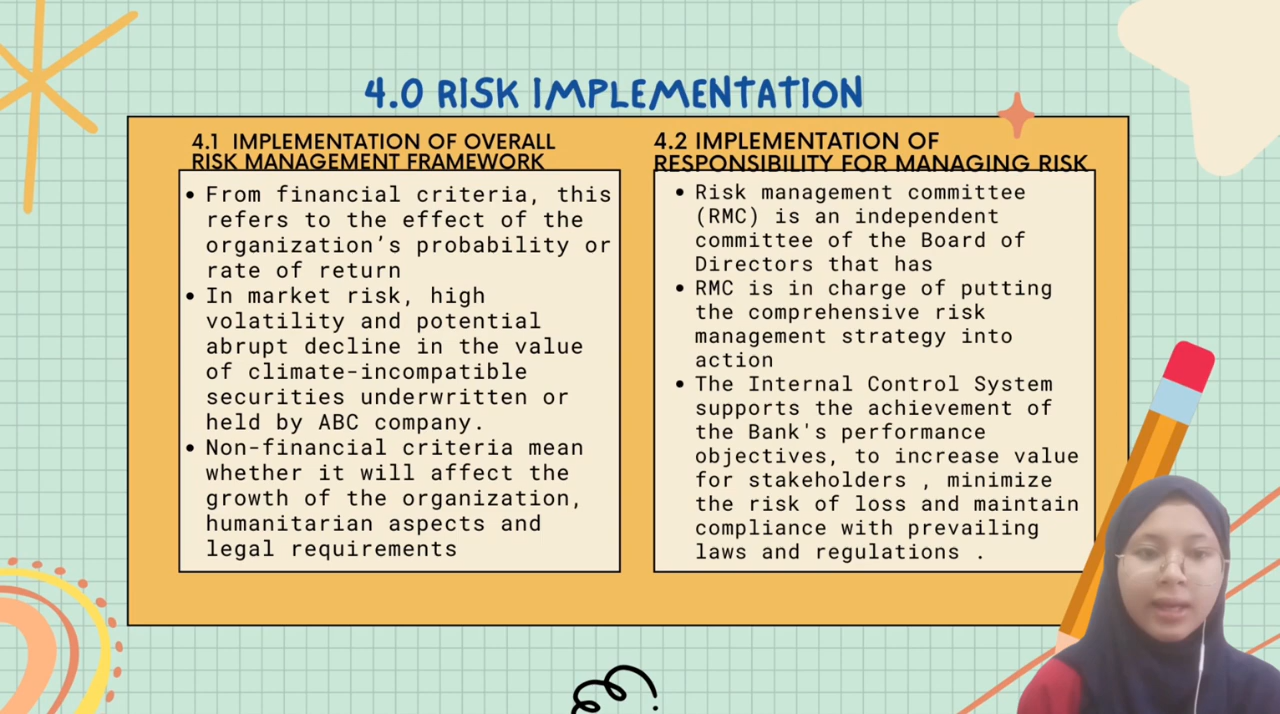 4.0 RISK IMPLEMENTATION
4.1 IMPLEMENTATION OF OVERALL
RISK MANAGEMENT FRAMEWORK
• From financial criteria, this
refers to the effect of the
organization's probability or
rate of return
• In market risk, high
volatility and potential
abrupt decline in the value
of climate-incompatible
securities underwritten or
held by ABC company.
• Non-financial criteria mean
whether it will affect the
growth of the organization,
humanitarian aspects and
legal requirements
4.2 IMPLEMENTATION OF
RESPONSIBILITY FOR MANAGING RISK
• Risk management committee
(RMC) is an independent
committee of the Board of
Directors that has
• RMC is in charge of putting
the comprehensive risk
management strategy into
action
• The Internal Control System
supports the achievement of
the Bank's performance
objectives, to increase value
for stakeholders , minimize
the risk of loss and maintain
compliance with prevailing
laws and regulations .